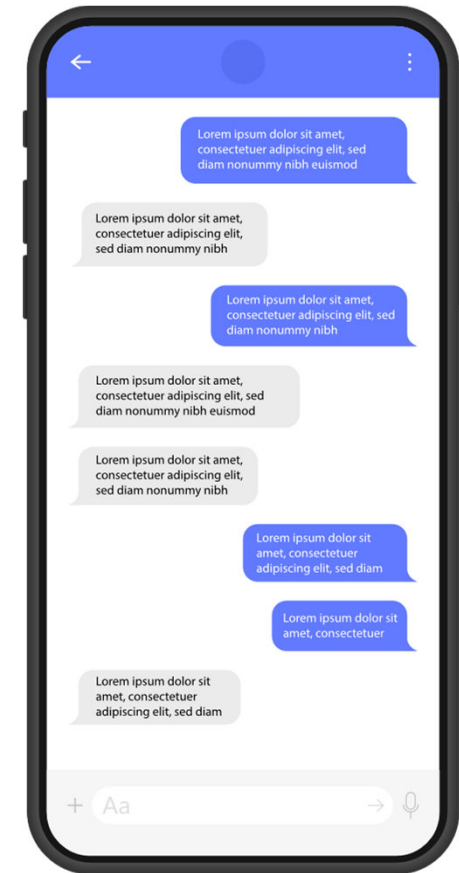 Lorem ipsum dolor sit amet,
consectetuer adipiscing elit, sed
diam nonummy nibh euismod
Lorem ipsum dolor sit amet,
consectetuer adipiscing elit,
sed diam nonummy nibh
Lorem ipsum dolor sit amet,
consectetuer adipiscing elit, sed
diam nonummy nibh
Lorem ipsum dolor sit amet,
consectetuer adipiscing elit, sed
diam nonummy nibh euismod
Lorem ipsum dolor sit amet,
consectetuer adipiscing elit,
sed diam nonummy nibh
Lorem ipsum dolor sit
amet, consectetuer
adipiscing elit, sed diam
Lorem ipsum dolor sit
amet, consectetuer
Lorem ipsum dolor sit
amet, consectetuer
adipiscing elit, sed diam
Aa